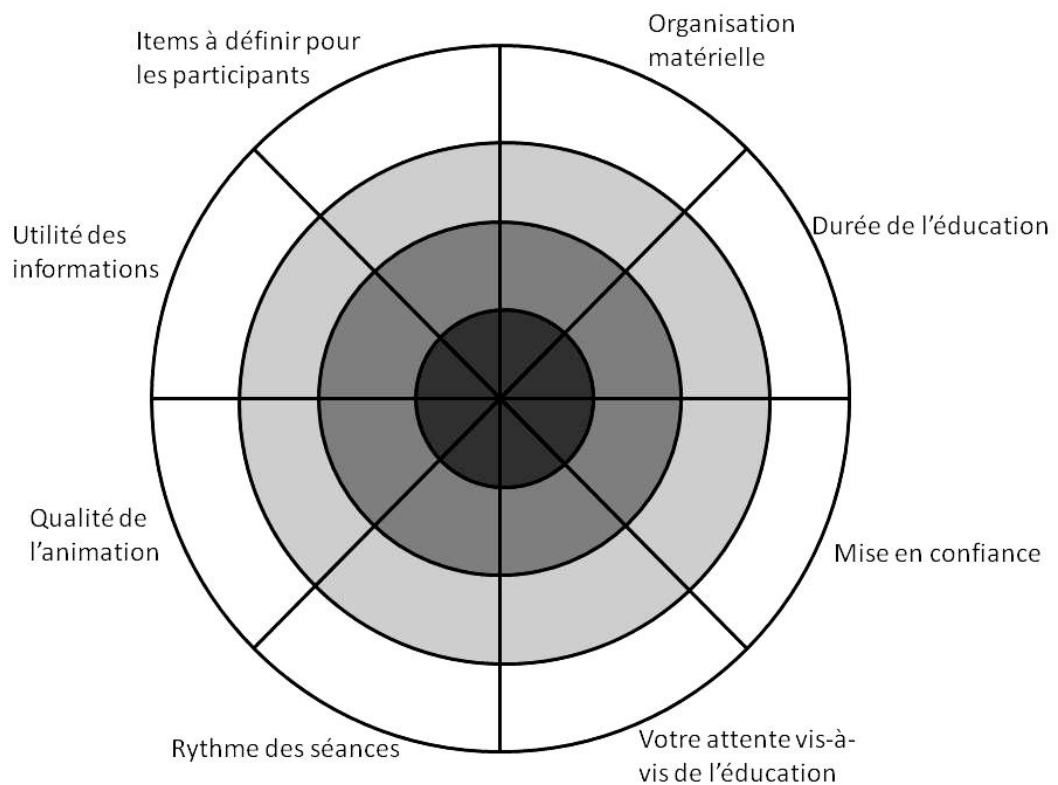 Items à définir pour
les participants
Organisation
matérielle
Utilité des
informations
Durée de l'éducation
Qualité de
l'animation
Mise en confiance
Rythme des séances
Votre attente vis-à-
vis de l'éducation